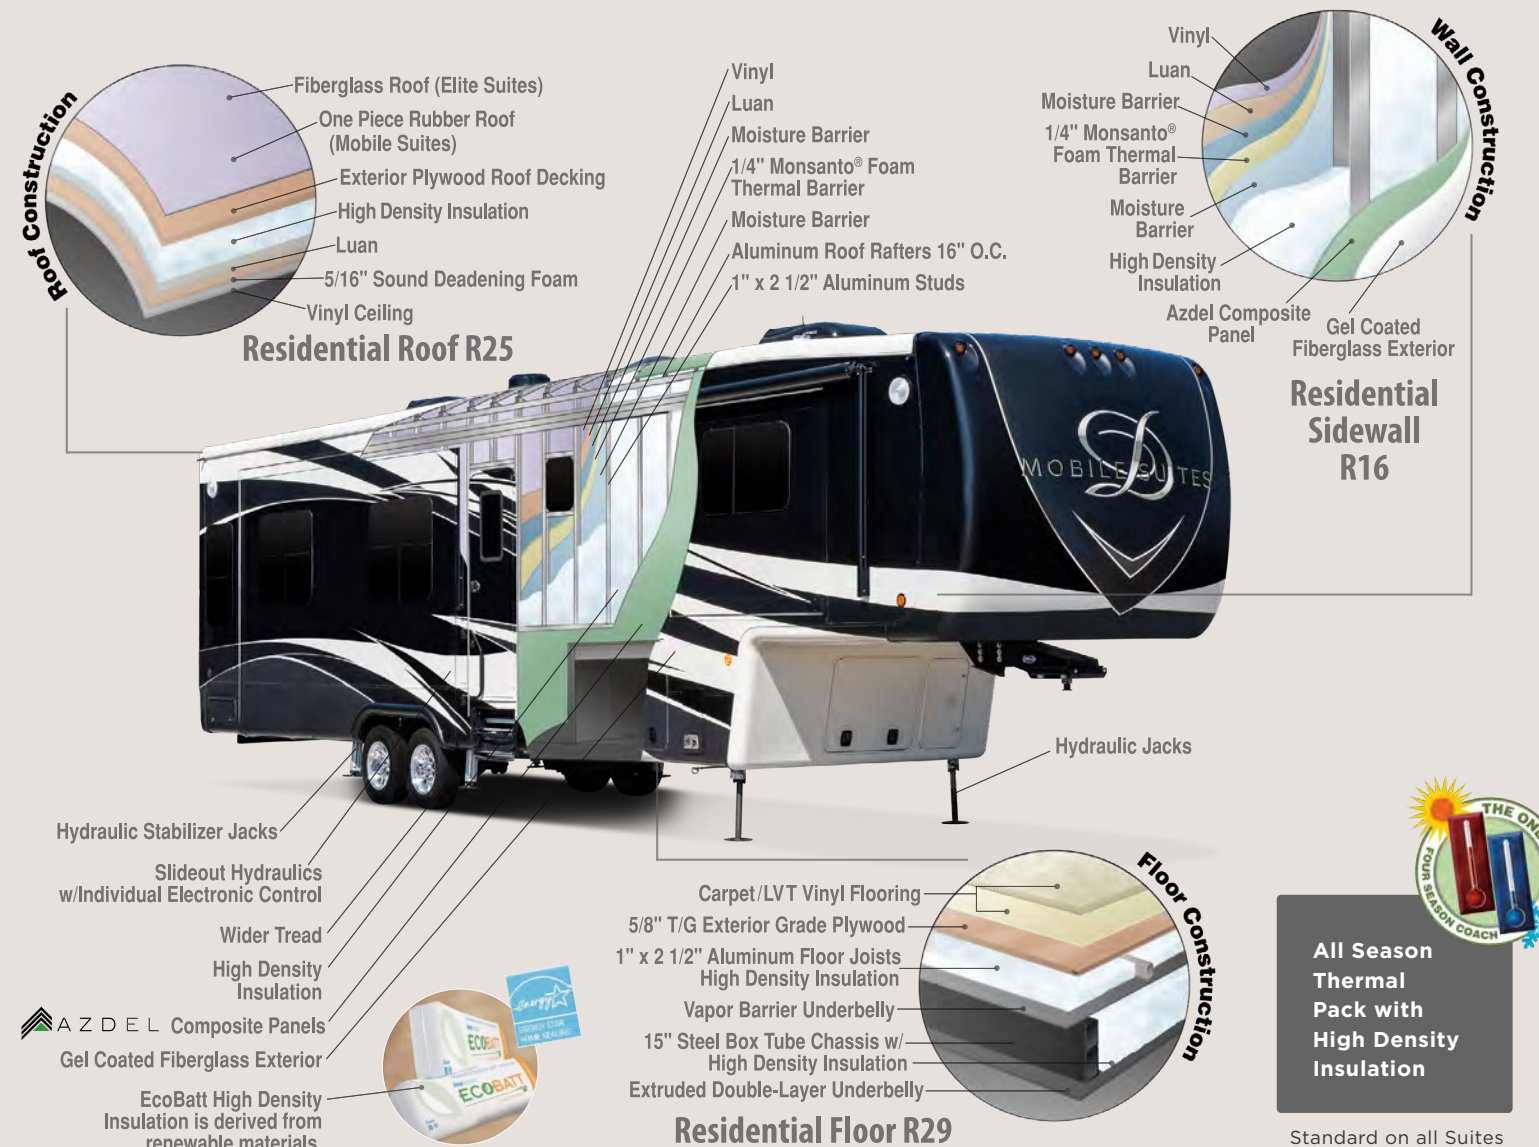 Roof Construction
Fiberglass Roof (Elite Suites)
One Piece Rubber Roof
(Mobile Suites)
Exterior Plywood Roof Decking
High Density Insulation
Luan
5/16" Sound Deadening Foam
Vinyl Ceiling
Residential Roof R25
Vinyl
Luan
Moisture Barrier
1/4" Monsanto® Foam
Thermal Barrier
Moisture Barrier
Aluminum Roof Rafters 16" O.C.
1" x 2 1/2" Aluminum Studs
Wall Construction
Vinyl
Luan
Moisture Barrier
1/4" Monsanto®
Foam Thermal
Barrier
Moisture
Barrier
High Density
Insulation
Azdel Composite
Panel
Gel Coated
Fiberglass Exterior
Residential
Sidewall
R16
D
MOBILE SUITES
Hydraulic Jacks
Hydraulic Stabilizer Jacks
Slideout Hydraulics
w/Individual Electronic Control
Wider Tread
High Density
Insulation
AZDEL Composite Panels
Gel Coated Fiberglass Exterior
EcoBatt High Density
Insulation is derived from
renewable materials.
energy
ENERGY STAR
HOME SEALING
ECOBATT
ECOBATT
Floor Construction
Carpet/LVT Vinyl Flooring
5/8" T/G Exterior Grade Plywood
1" x 2 1/2" Aluminum Floor Joists
High Density Insulation
Vapor Barrier Underbelly
15" Steel Box Tube Chassis w/
High Density Insulation
Extruded Double-Layer Underbelly
Residential Floor R29
THE ON
FOUR SEASON COACH
All Season
Thermal
Pack with
High Density
Insulation
Standard on all Suites